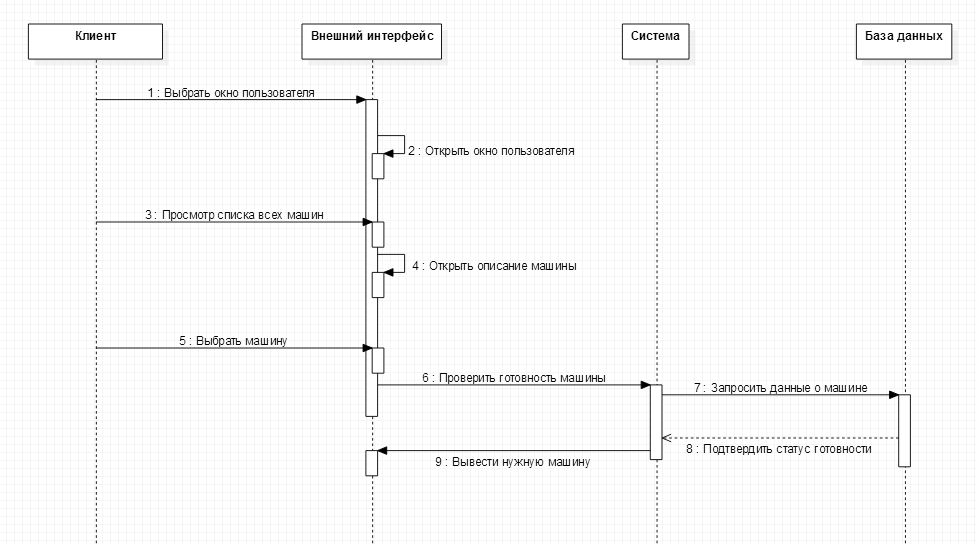 Клиент
Внешний интерфейс
Система
База данных
1 : Выбрать окно пользователя
2 : Открыть окно пользователя
3 : Просмотр списка всех машин
4 : Открыть описание машины
5 : Выбрать машину
6 : Проверить готовность машины
7 : Запросить данные о машине
8 : Подтвердить статус готовности
9 : Вывести нужную машину